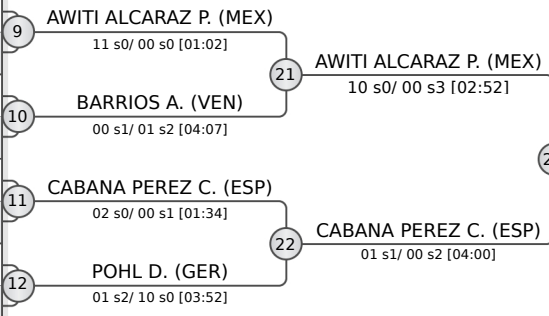 9
AWITI ALCARAZ P. (MEX)
11 s0/ 00 s0 [01:02]
21
AWITI ALCARAZ P. (MEX)
10 s0/ 00 s3 [02:52]
10
BARRIOS A. (VEN)
00 s1/ 01 s2 [04:07]
11
CABANA PEREZ C. (ESP)
02 s0/ 00 s1 [01:34]
22
CABANA PEREZ C. (ESP)
01 s1/ 00 s2 [04:00]
12
POHL D. (GER)
01 s2/ 10 s0 [03:52]